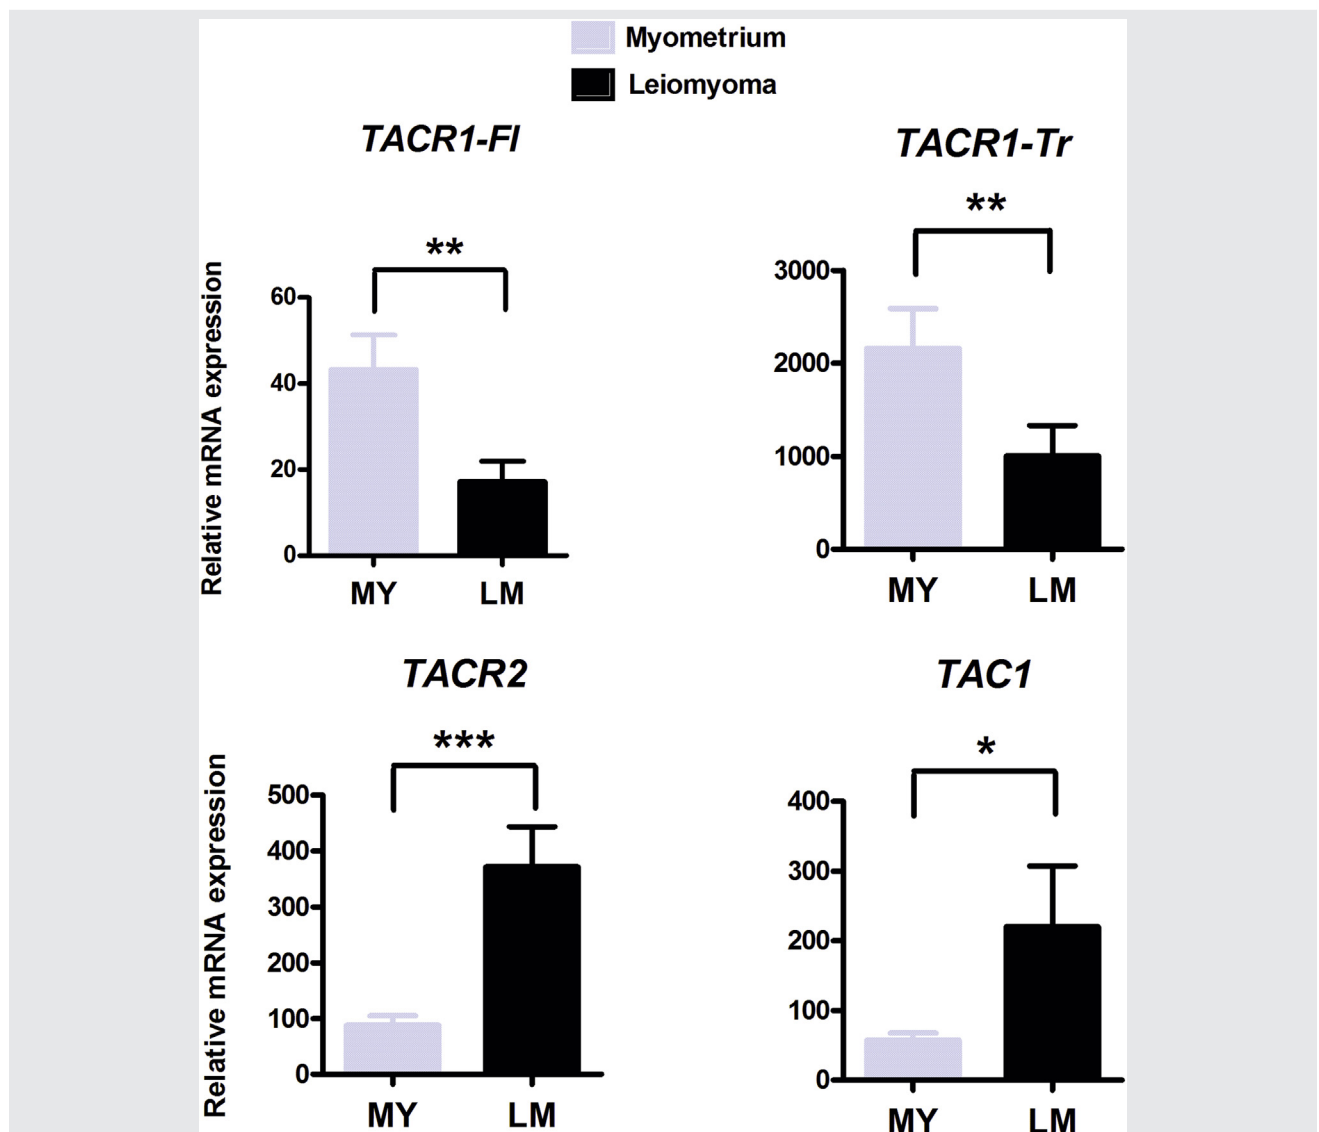 Myometrium
Leiomyoma
TACR1-Fl
**
Relative mRNA expression
60
40
20
0
MY
LM
TACR1-Tr
**
3000
2000
1000
0
MY
LM
TACR2
***
Relative mRNA expression
500
400
300
200
100
0
MY
LM
TAC1
*
400
300
200
100
0
MY
LM